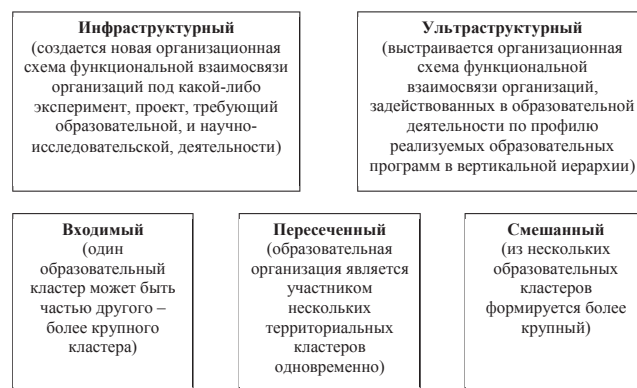 Инфраструктурный
(создается новая организационная
схема функциональной взаимосвязи
организаций под какой-либо
эксперимент, проект, требующий
образовательной, и научно-
исследовательской, деятельности)
Ультраструктурный
(выстраивается организационная
схема функциональной
взаимосвязи организаций,
задействованных в образовательной
деятельности по профилю
реализуемых образовательных
программ в вертикальной иерархии)
Входимый
(один
образовательный
кластер может быть
частью другого –
более крупного
кластера)
Пересеченный
(образовательная
организация является
участником
нескольких
территориальных
кластеров
одновременно)
Смешанный
(из нескольких
образовательных
кластеров
формируется более
крупный)